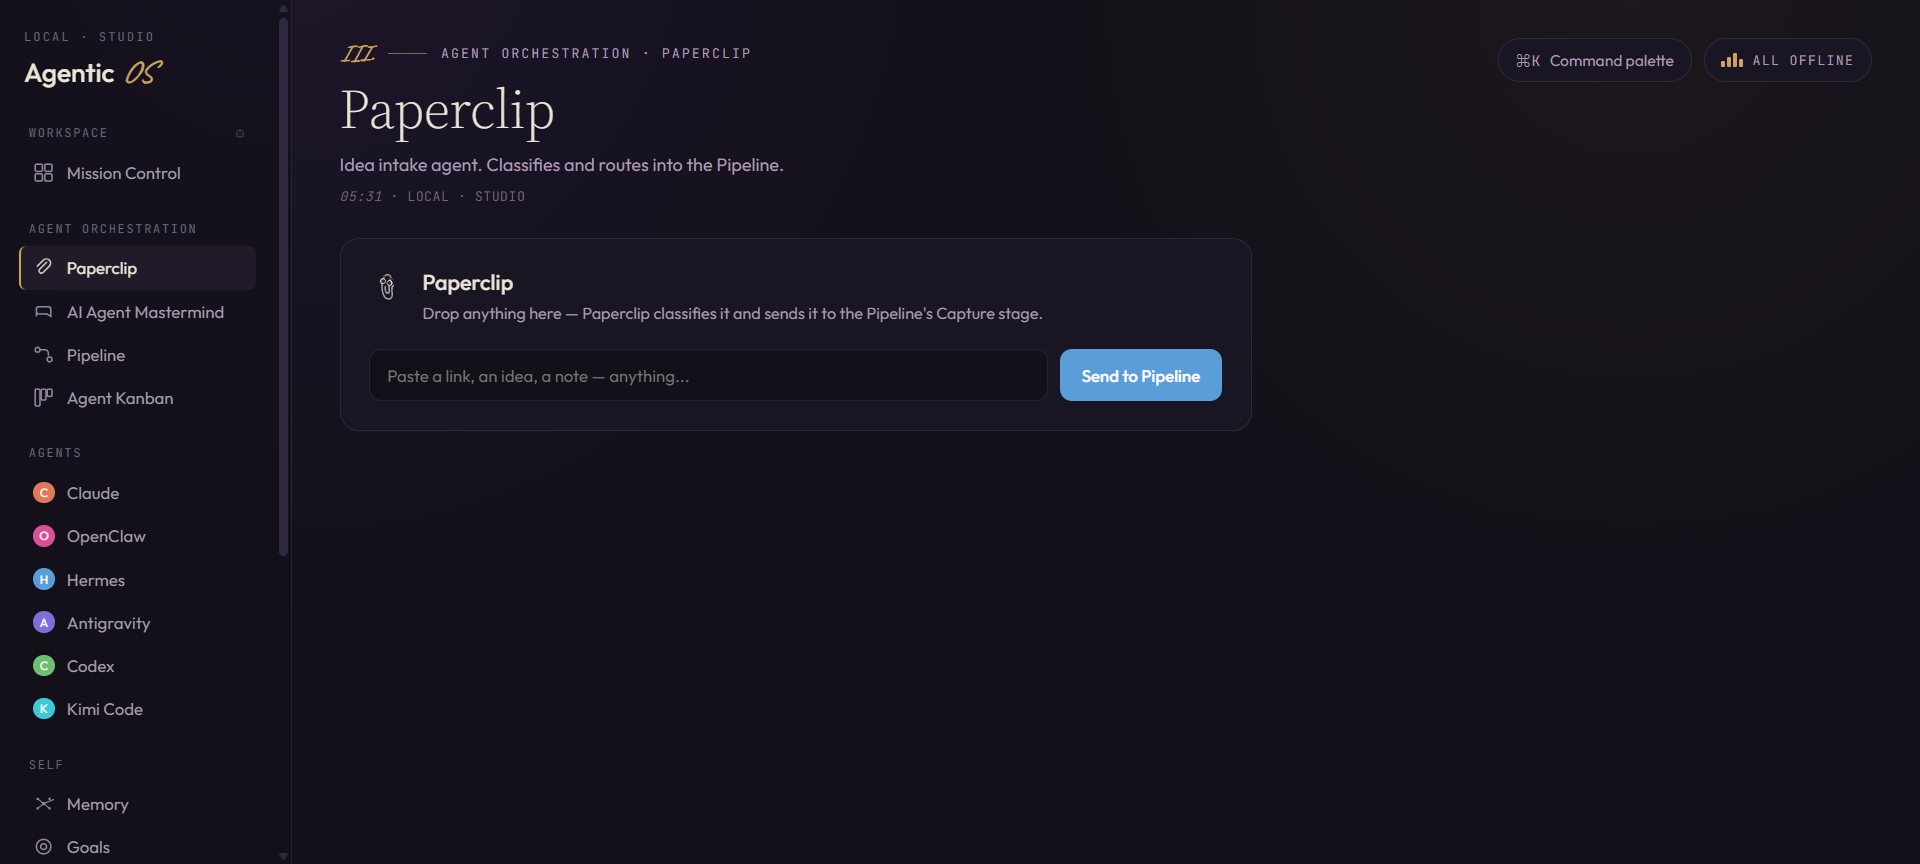 LOCAL · STUDIO
Agentic OS
WORKSPACE
Mission Control
AGENT ORCHESTRATION
Paperclip
AI Agent Mastermind
Pipeline
Agent Kanban
AGENTS
C Claude
O OpenClaw
H Hermes
A Antigravity
C Codex
K Kimi Code
SELF
Memory
Goals
III. AGENT ORCHESTRATION · PAPERCLIP
Paperclip
Idea intake agent. Classifies and routes into the Pipeline.
05:31 · LOCAL · STUDIO
⌘K Command palette
ALL OFFLINE
Paperclip
Drop anything here — Paperclip classifies it and sends it to the Pipeline's Capture stage.
Paste a link, an idea, a note — anything...
Send to Pipeline